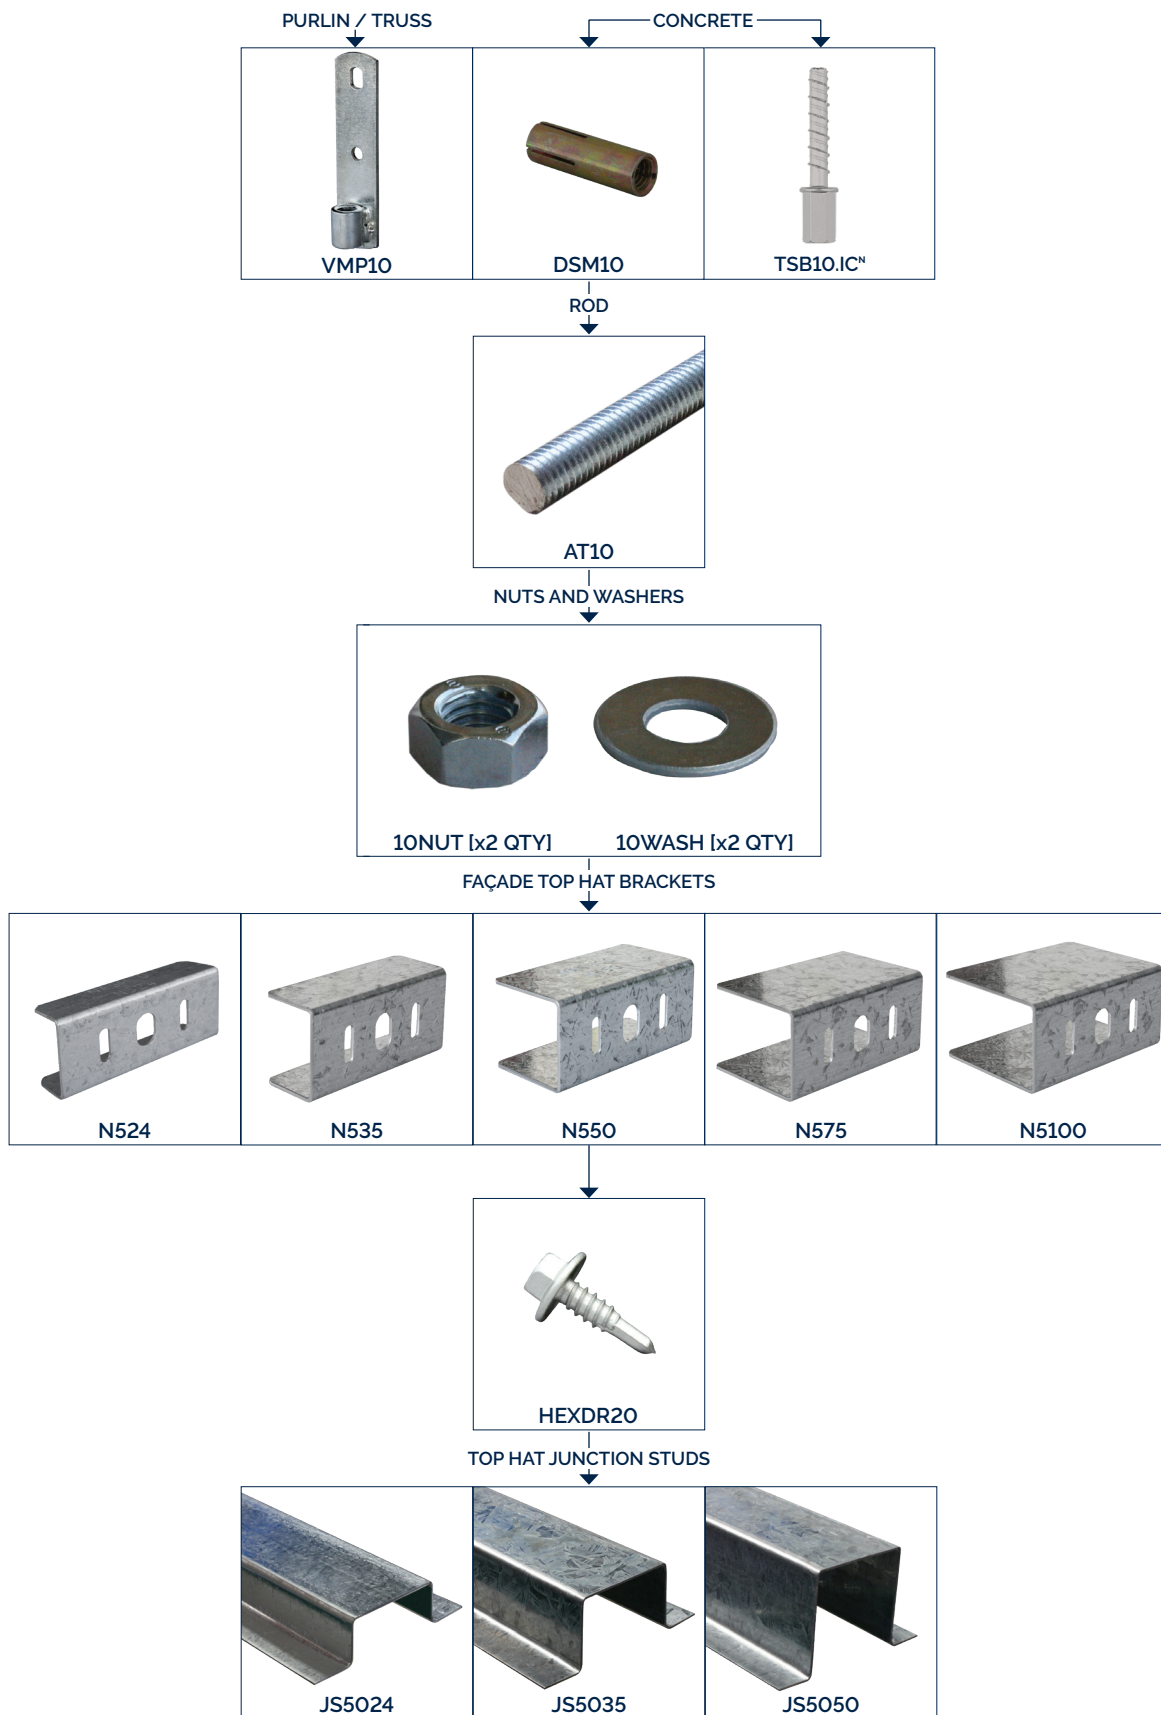 PURLIN / TRUSS
CONCRETE
VMP10
DSM10
TSB10.ICᴺ
ROD
AT10
NUTS AND WASHERS
10NUT [x2 QTY]
10WASH [x2 QTY]
FAÇADE TOP HAT BRACKETS
N524
N535
N550
N575
N5100
HEXDR20
TOP HAT JUNCTION STUDS
JS5024
JS5035
JS5050